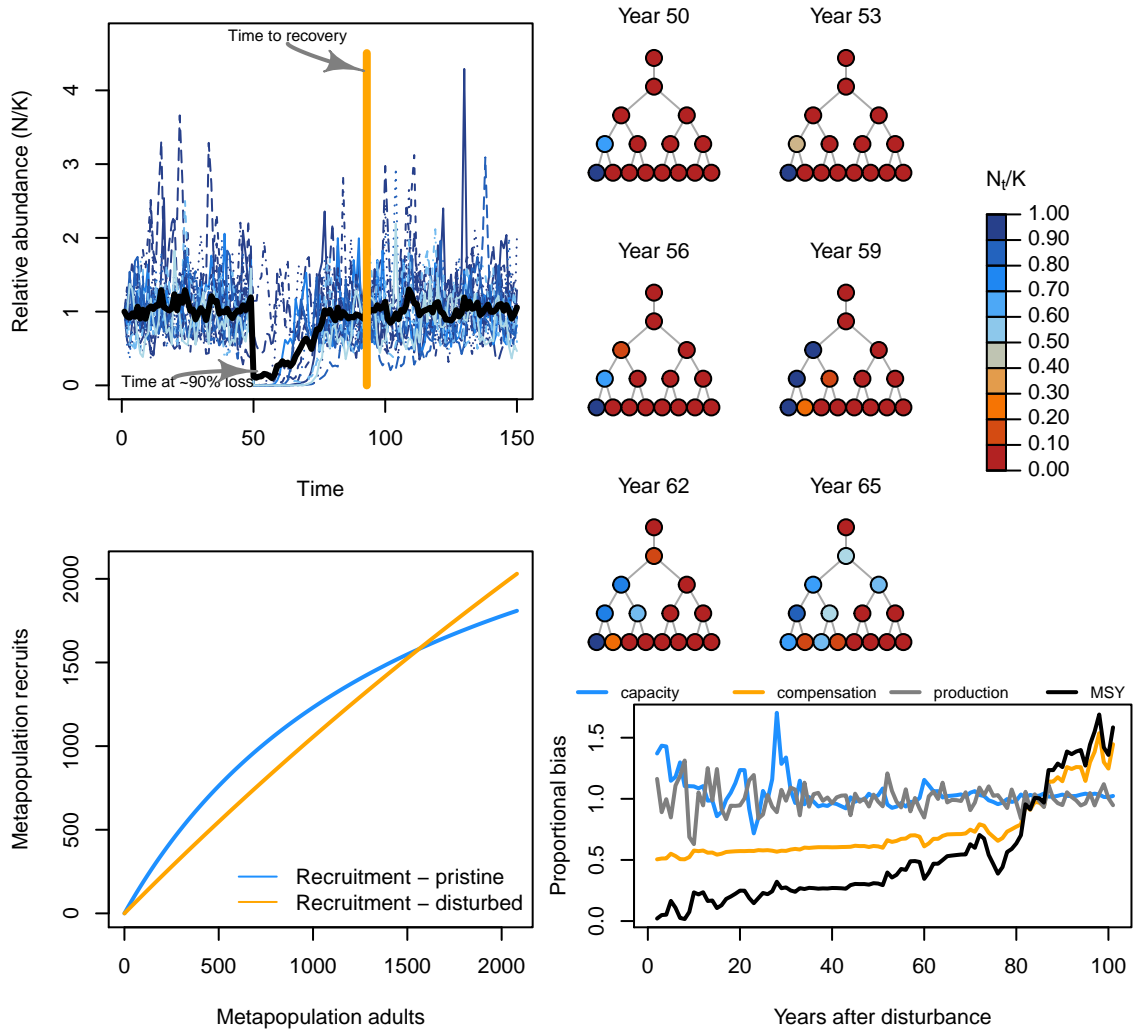 Time to recovery
Time at ~90% loss
Relative abundance (N/K)
0
1
2
3
4
0
50
100
150
Time
Year 50
Year 53
Year 56
Year 59
Year 62
Year 65
Nt/K
1.00
0.90
0.80
0.70
0.60
0.50
0.40
0.30
0.20
0.10
0.00
Metapopulation recruits
0
500
1000
1500
2000
Recruitment − pristine
Recruitment − disturbed
0
500
1000
1500
2000
Metapopulation adults
capacity
compensation
production
MSY
Proportional bias
0.0
0.5
1.0
1.5
0
20
40
60
80
100
Years after disturbance